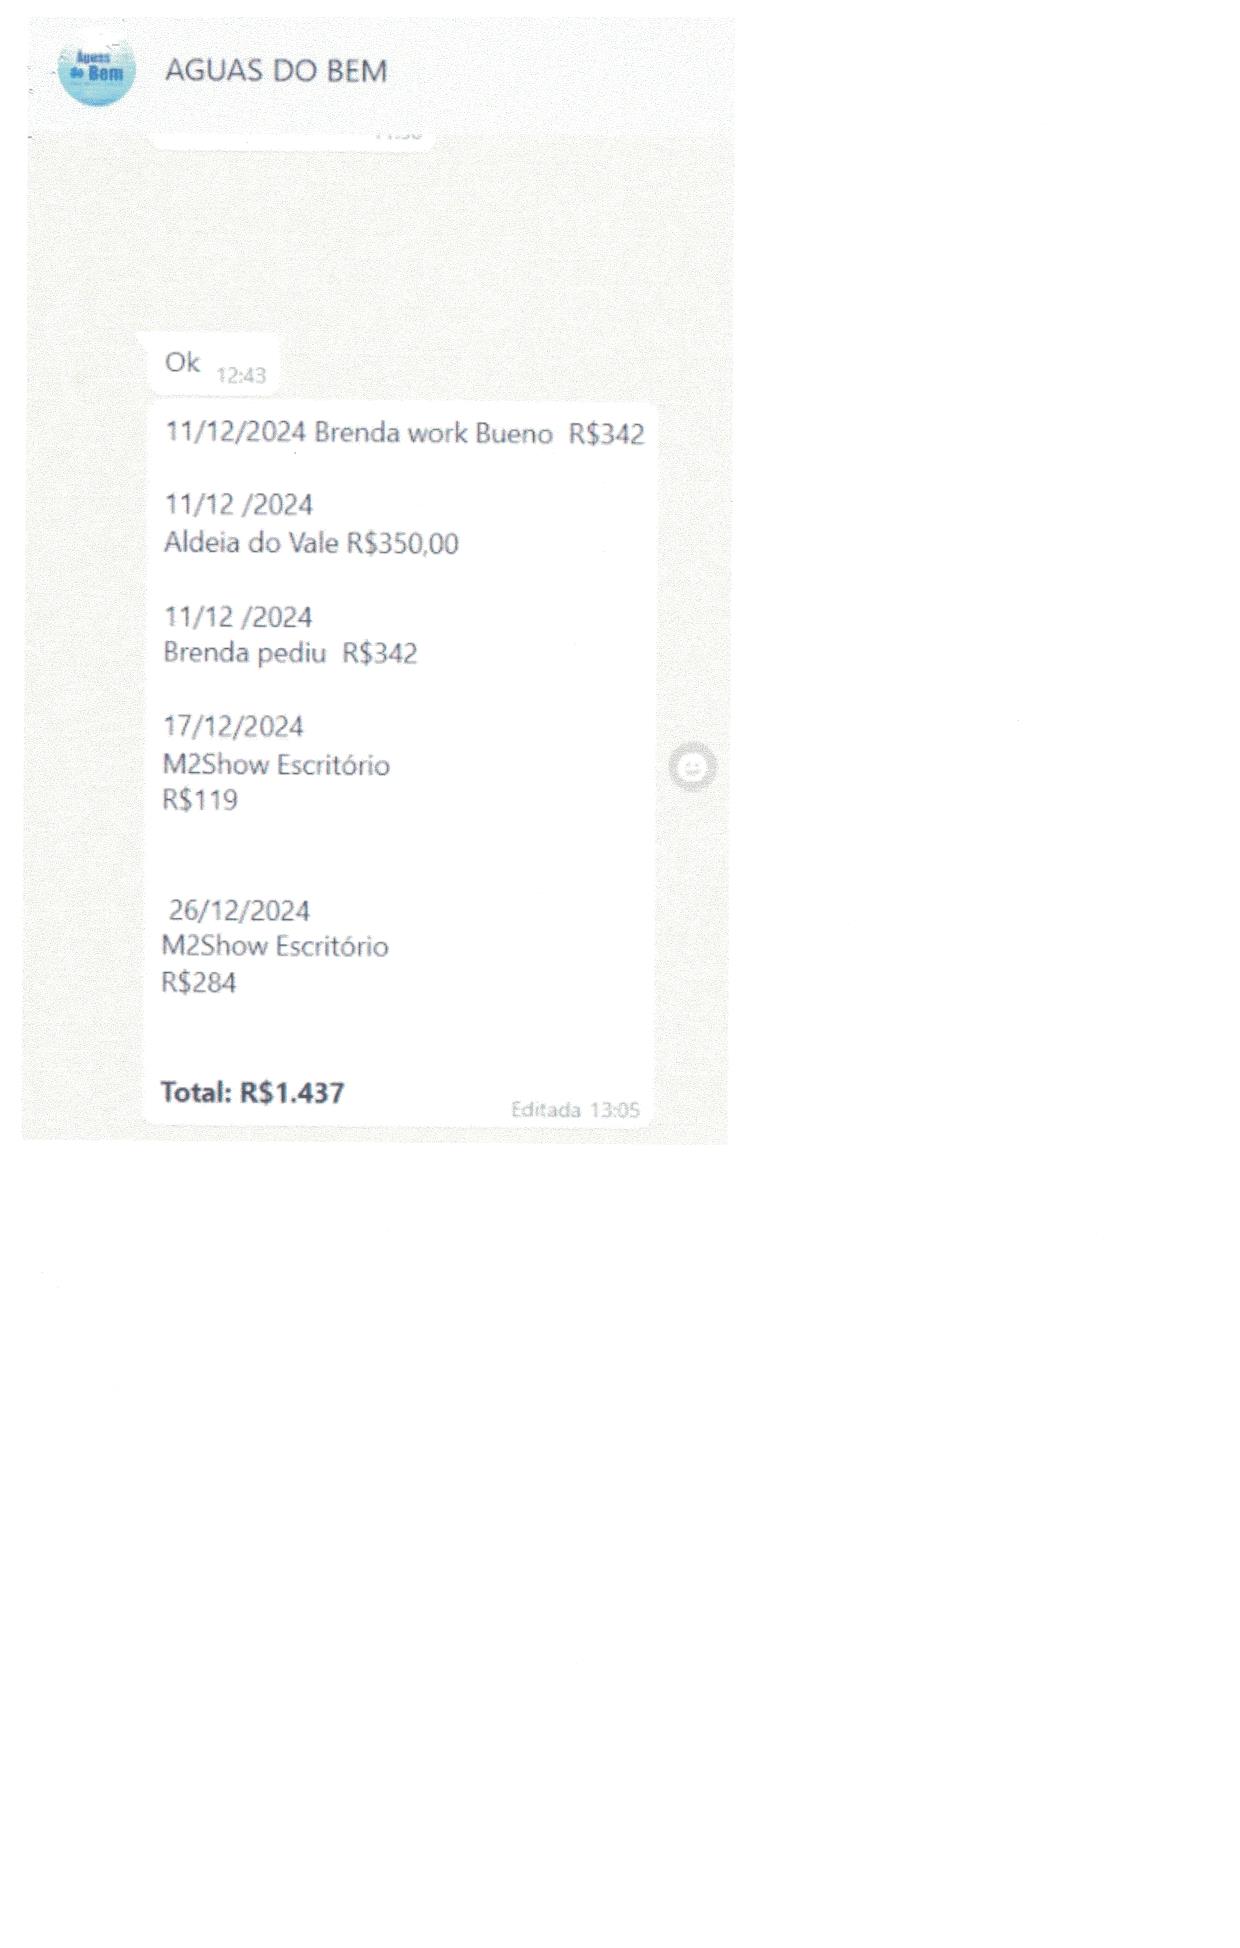 Águas
do Bem
AGUAS DO BEM
Ok 12:43
11/12/2024 Brenda work Bueno R$342
11/12 /2024
Aldeia do Vale R$350,00
11/12 /2024
Brenda pediu R$342
17/12/2024
M2Show Escritório
R$119
26/12/2024
M2Show Escritório
R$284
Total: R$1.437
Editada 13:05